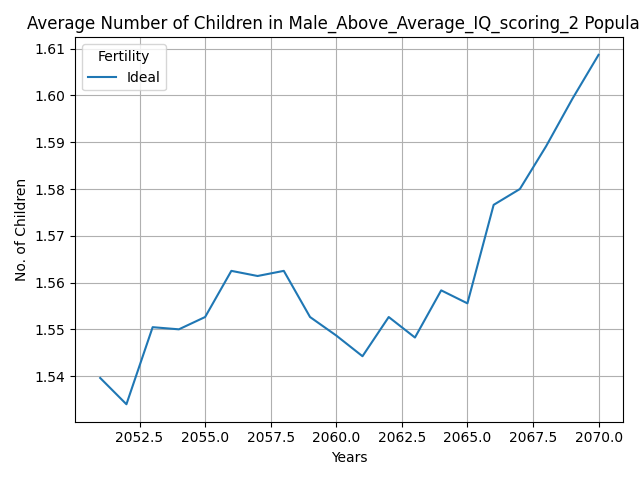 Average Number of Children in Male_Above_Average_IQ_scoring_2 Popula
Fertility
Ideal
No. of Children
1.61
1.60
1.59
1.58
1.57
1.56
1.55
1.54
2052.5 2055.0 2057.5 2060.0 2062.5 2065.0 2067.5 2070.0
Years